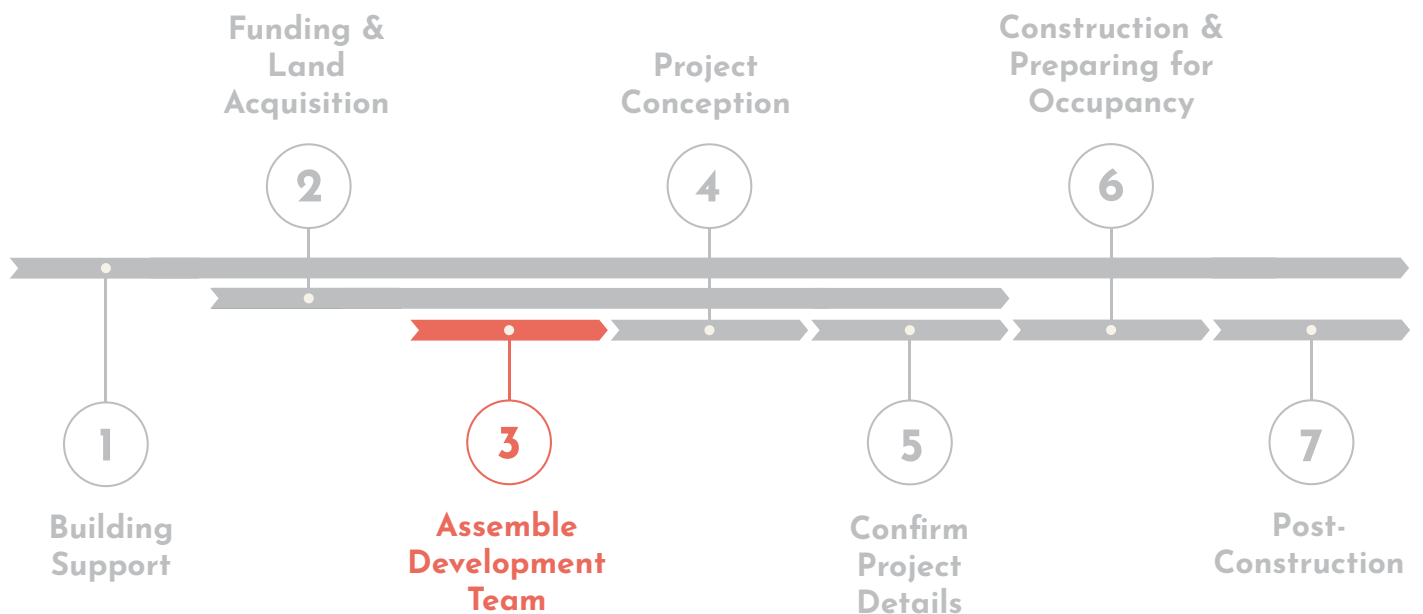 Funding &
Land
Acquisition
Project
Conception
Construction &
Preparing for
Occupancy
2
4
6
1
3
5
7
Building
Support
Assemble
Development
Team
Confirm
Project
Details
Post-
Construction